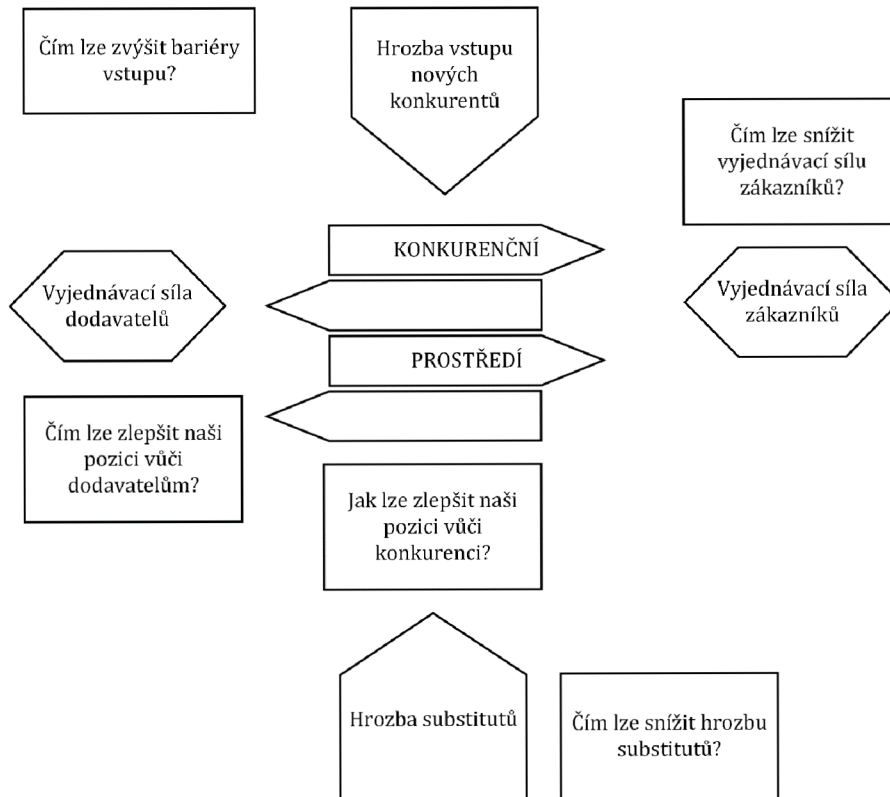 Čím lze zvýšit bariéry
vstupu?
Hrozba vstupu
nových
konkurentů
Čím lze snížit
vyjednávací sílu
zákazníků?
KONKURENČNÍ
Vyjednávací síla
dodavatelů
Vyjednávací síla
zákazníků
PROSTŘEDÍ
Čím lze zlepšit naši
pozici vůči
dodavatelům?
Jak lze zlepšit naši
pozici vůči
konkurenci?
Hrozba substitutů
Čím lze snížit hrozbu
substitutů?